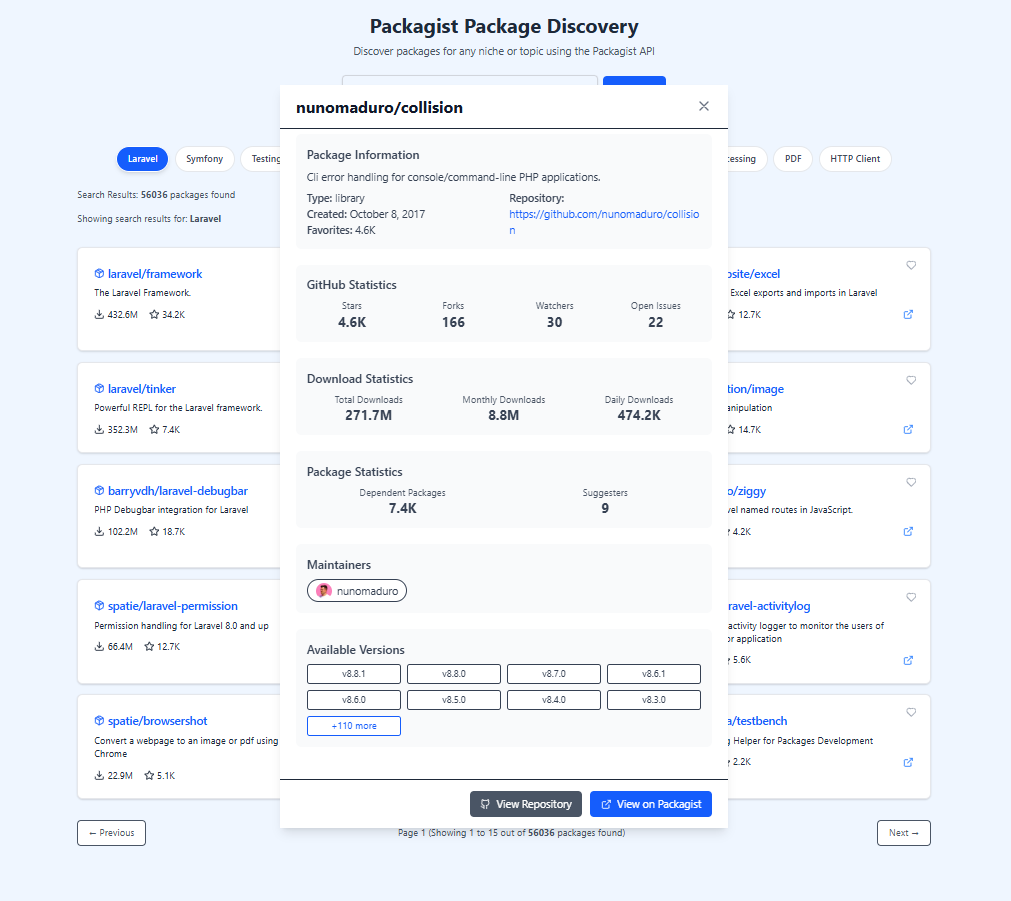 Packagist Package Discovery
Discover packages for any niche or topic using the Packagist API
nunomaduro/collision
Package Information
Cli error handling for console/command-line PHP applications.
Type: library
Created: October 8, 2017
Favorites: 4.6K
Repository:
https://github.com/nunomaduro/collisio
n
GitHub Statistics
Stars
4.6K
Forks
166
Watchers
30
Open Issues
22
Download Statistics
Total Downloads
271.7M
Monthly Downloads
8.8M
Daily Downloads
474.2K
Package Statistics
Dependent Packages
7.4K
Suggesters
9
Maintainers
nunomaduro
Available Versions
v8.8.1 v8.8.0 v8.7.0 v8.6.1
v8.6.0 v8.5.0 v8.4.0 v8.3.0
+110 more
View Repository
View on Packagist
Laravel
Symfony
Testing
PDF
HTTP Client
Search Results: 56036 packages found
Showing search results for: Laravel
laravel/framework
The Laravel Framework.
432.6M 34.2K
laravel/tinker
Powerful REPL for the Laravel framework.
352.3M 7.4K
barryvdh/laravel-debugbar
PHP Debugbar integration for Laravel
102.2M 18.7K
spatie/laravel-permission
Permission handling for Laravel 8.0 and up
66.4M 12.7K
spatie/browsershot
Convert a webpage to an image or pdf using
Chrome
22.9M 5.1K
/excel
Excel exports and imports in Laravel
12.7K
/image
14.7K
/ziggy
named routes in JavaScript.
4.2K
activity logger to monitor the users of
application
5.6K
/testbench
Helper for Packages Development
2.2K
← Previous
Page 1 (Showing 1 to 15 out of 56036 packages found)
Next →